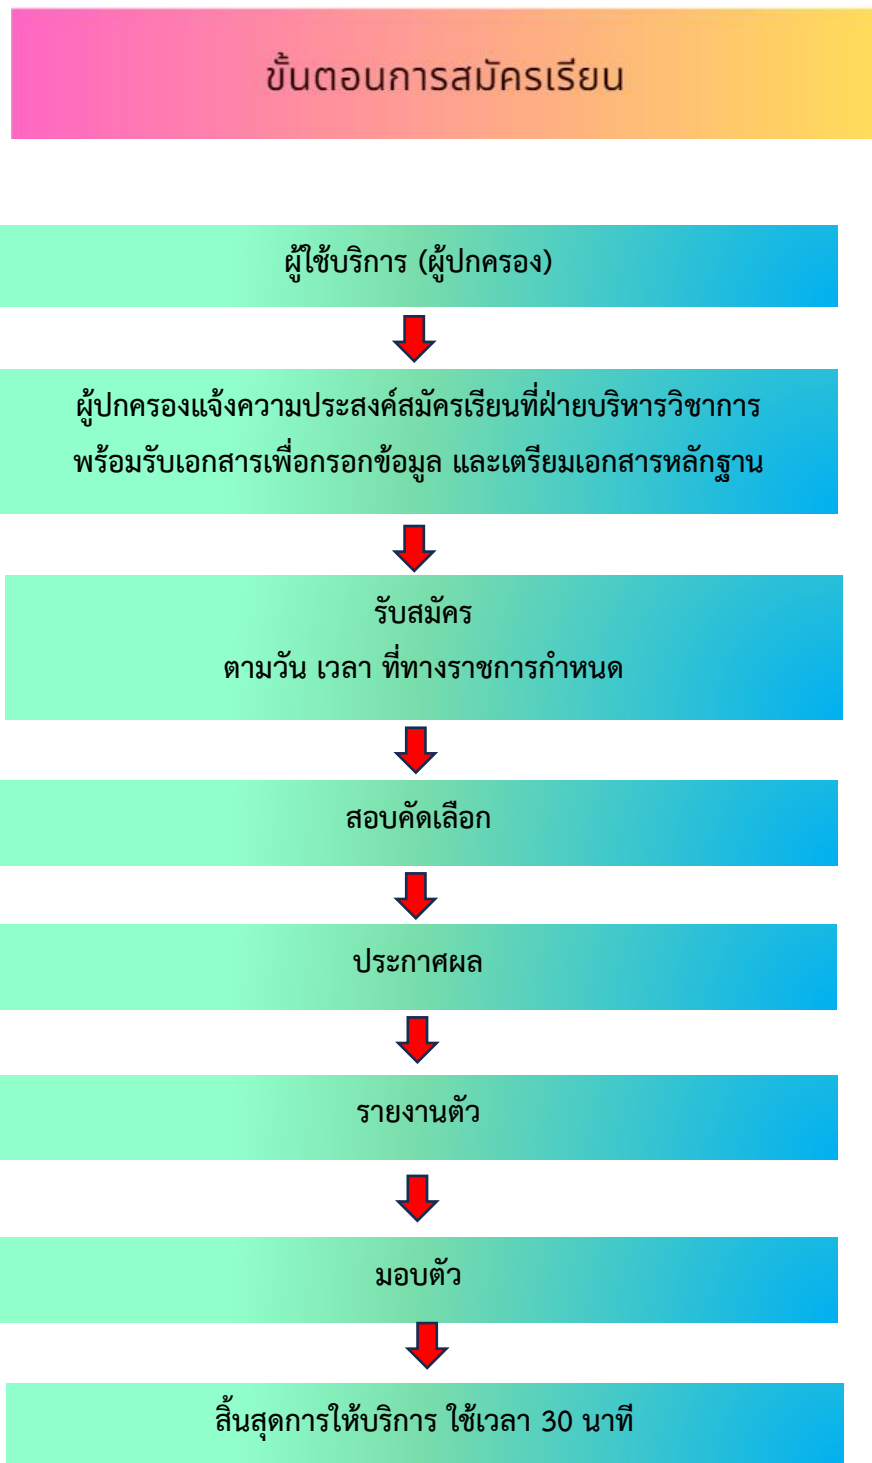 ขั้นตอนการสมัครเรียน
ผู้ใช้บริการ (ผู้ปกครอง)
ผู้ปกครองแจ้งความประสงค์สมัครเรียนที่ฝ่ายบริหารวิชาการ
พร้อมรับเอกสารเพื่อกรอกข้อมูล และเตรียมเอกสารหลักฐาน
รับสมัคร
ตามวัน เวลา ที่ทางราชการกำหนด
สอบคัดเลือก
ประกาศผล
รายงานตัว
มอบตัว
สิ้นสุดการให้บริการ ใช้เวลา 30 นาที